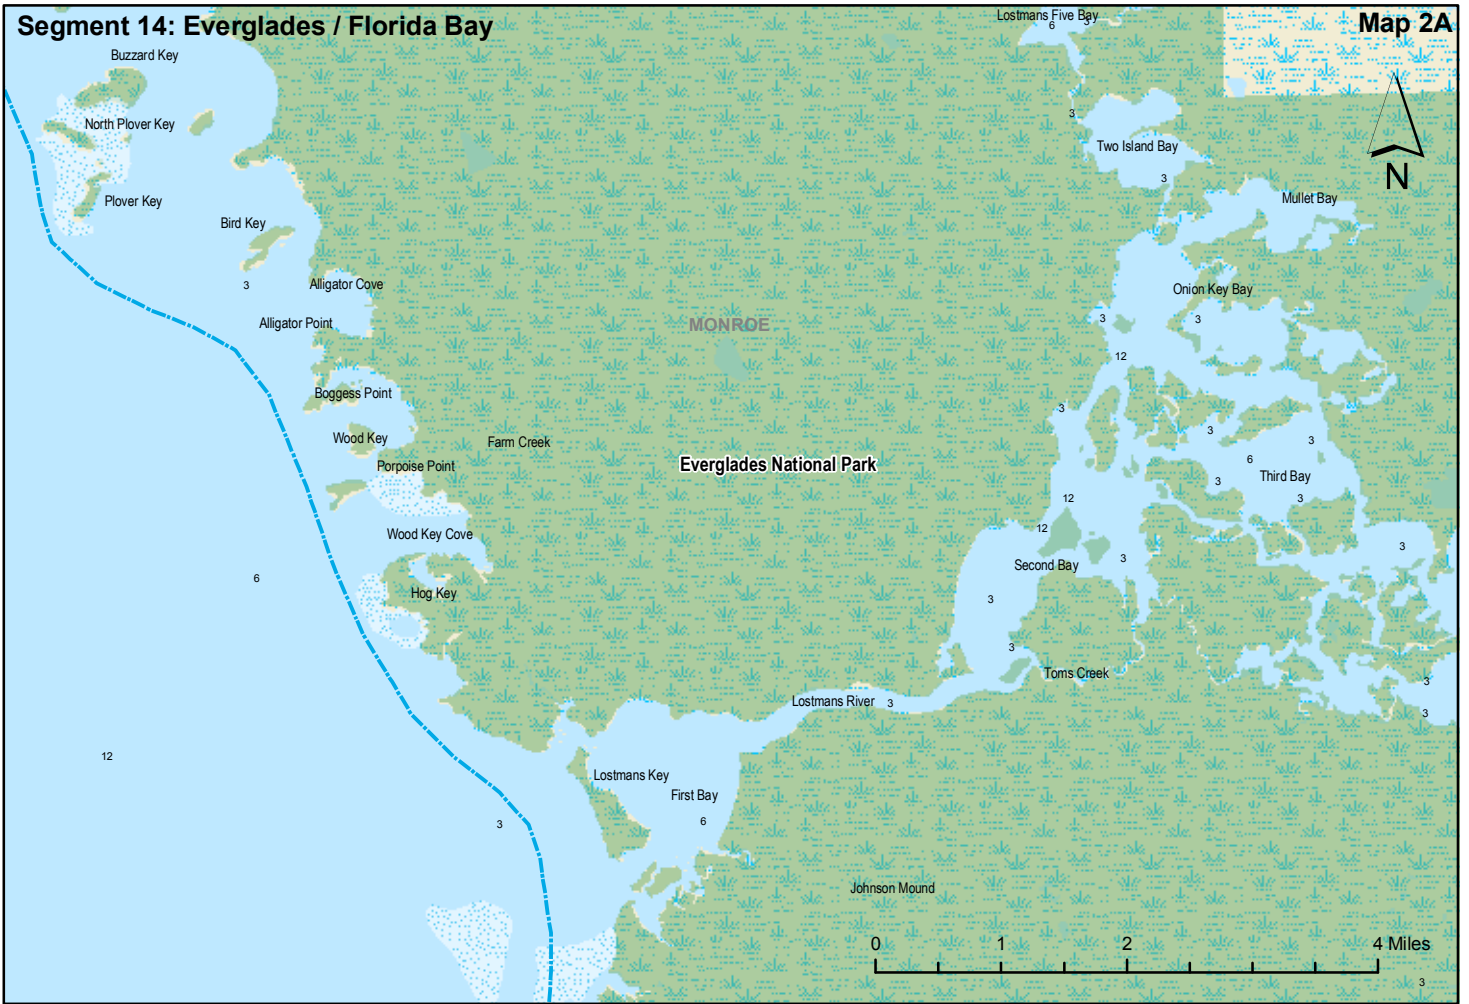 Segment 14: Everglades / Florida Bay
Lostmans Five Bay
Map 2A
6
3
Buzzard Key
3
North Plover Key
Two Island Bay
N
3
Plover Key
Mullet Bay
Bird Key
3
Alligator Cove
Onion Key Bay
Alligator Point
MONROE
3
3
12
Boggess Point
3
Wood Key
Farm Creek
3
3
Porpoise Point
Everglades National Park
6
Third Bay
3
12
3
Wood Key Cove
12
3
Second Bay
3
6
Hog Key
3
3
Toms Creek
3
Lostmans River
3
3
12
Lostmans Key
First Bay
3
6
Johnson Mound
0
1
2
4 Miles
3